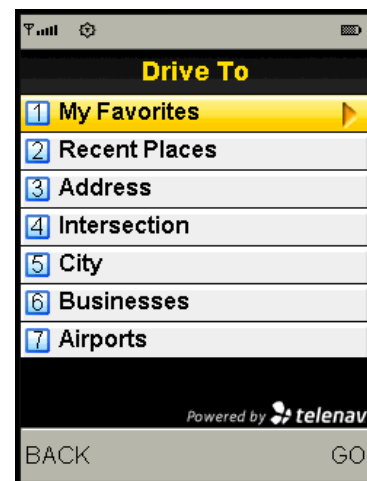 Drive To
1 My Favorites
2 Recent Places
3 Address
4 Intersection
5 City
6 Businesses
7 Airports
Powered by telenav
BACK GO